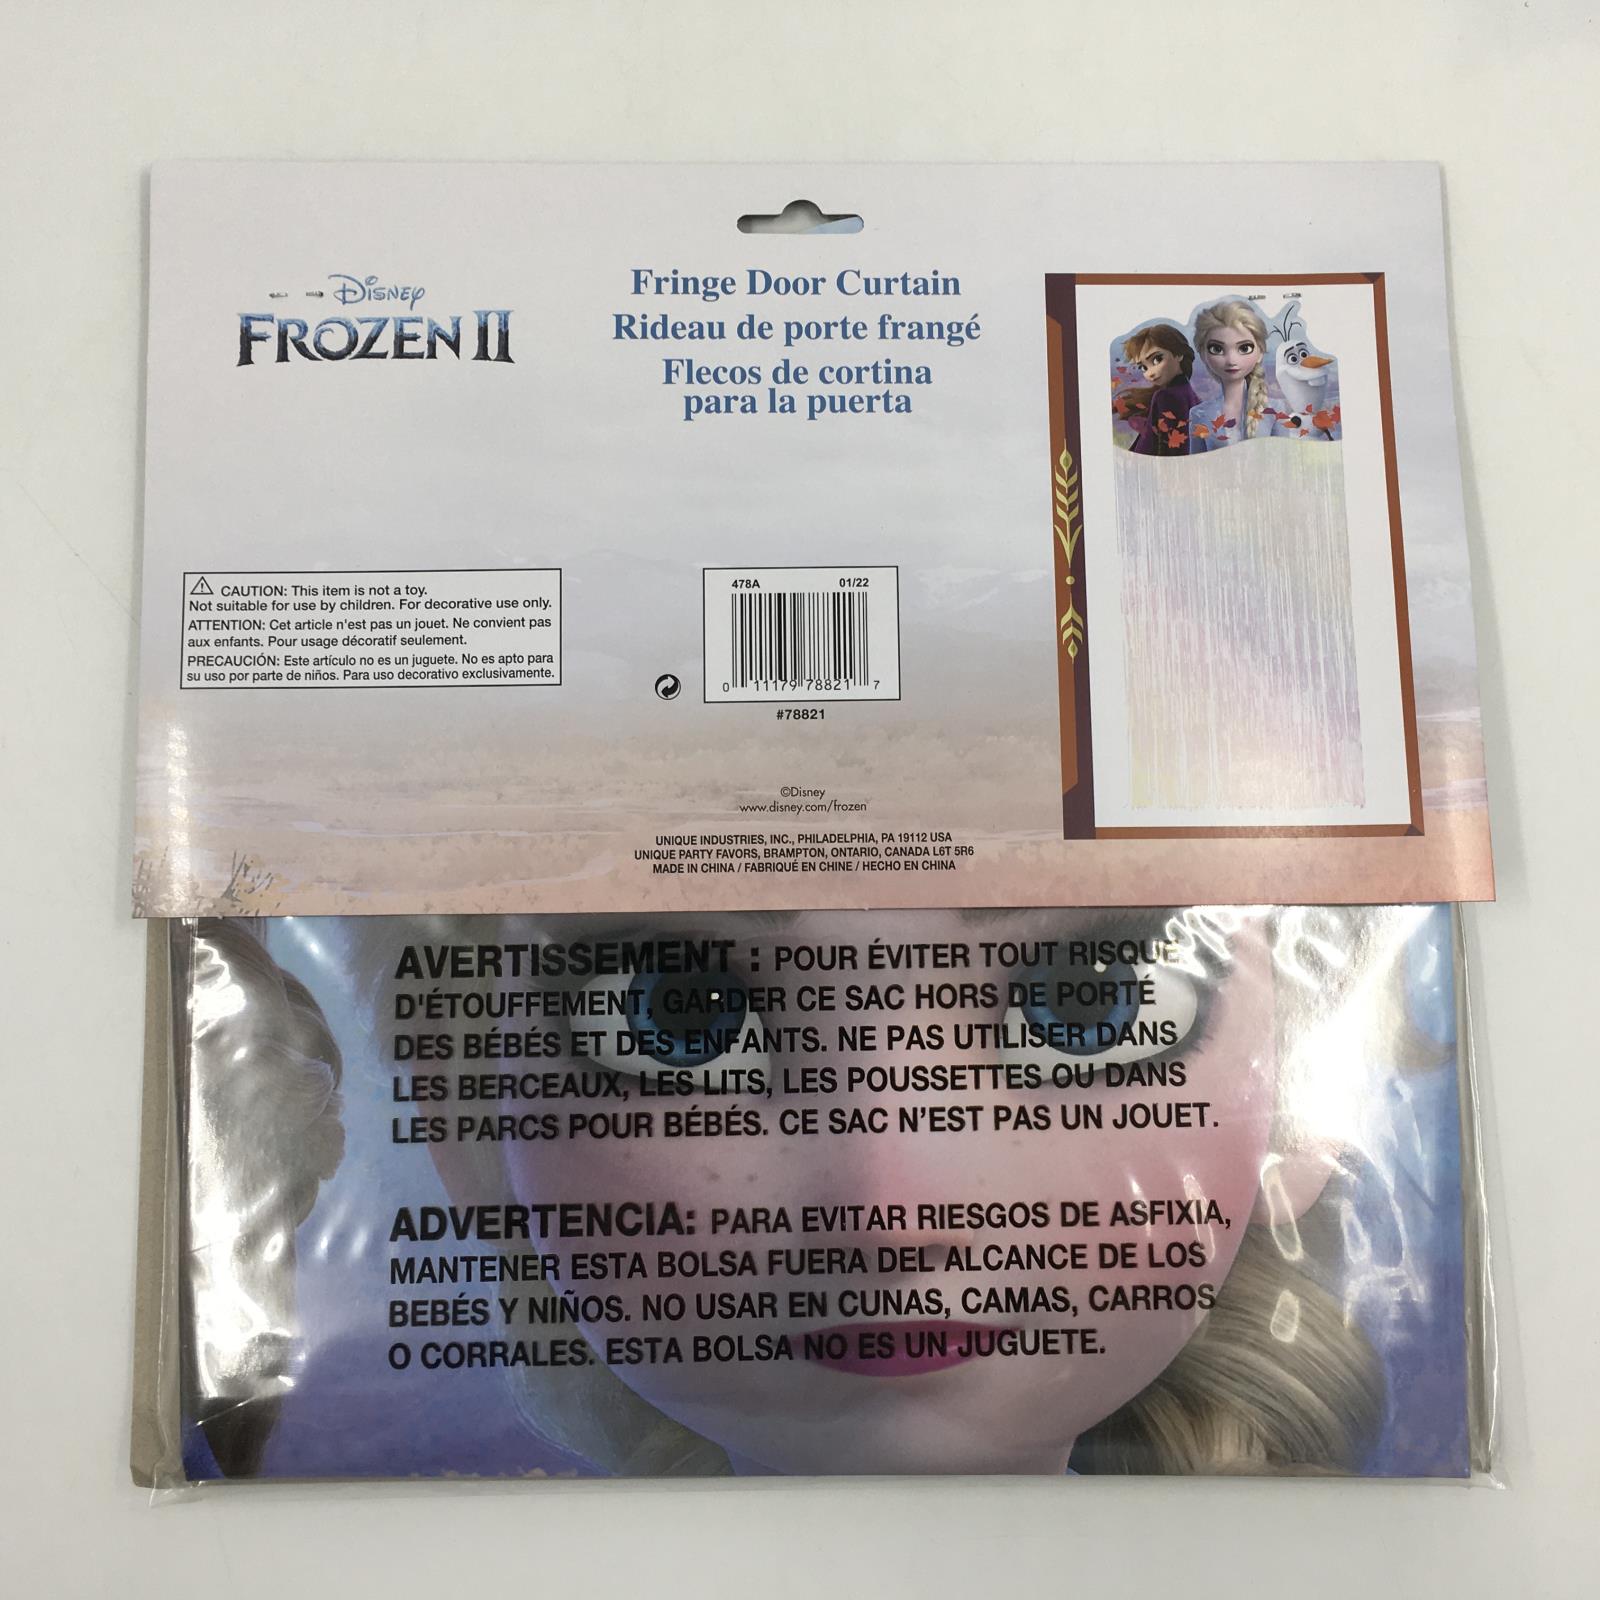 Disney
FROZEN II
Fringe Door Curtain
Rideau de porte frangé
Flecos de cortina
para la puerta
CAUTION: This item is not a toy.
Not suitable for use by children. For decorative use only.
ATTENTION: Cet article n'est pas un jouet. Ne convient pas
aux enfants. Pour usage décoratif seulement.
PRECAUCIÓN: Este artículo no es un juguete. No es apto para
su uso por parte de niños. Para uso decorativo exclusivamente.
478A 01/22
0 11179 78821 7
#78821
©Disney
www.disney.com/frozen
UNIQUE INDUSTRIES, INC., PHILADELPHIA, PA 19112 USA
UNIQUE PARTY FAVORS, BRAMPTON, ONTARIO, CANADA L6T 5R6
MADE IN CHINA / FABRIQUÉ EN CHINE / HECHO EN CHINA
AVERTISSEMENT : POUR ÉVITER TOUT RISQUE
D'ÉTOUFFEMENT, GARDER CE SAC HORS DE PORTÉ
DES BÉBÉS ET DES ENFANTS. NE PAS UTILISER DANS
LES BERCEAUX, LES LITS, LES POUSSETTES OU DANS
LES PARCS POUR BÉBÉS. CE SAC N'EST PAS UN JOUET.
ADVERTENCIA: PARA EVITAR RIESGOS DE ASFIXIA,
MANTENER ESTA BOLSA FUERA DEL ALCANCE DE LOS
BEBÉS Y NIÑOS. NO USAR EN CUNAS, CAMAS, CARROS
O CORRALES. ESTA BOLSA NO ES UN JUGUETE.